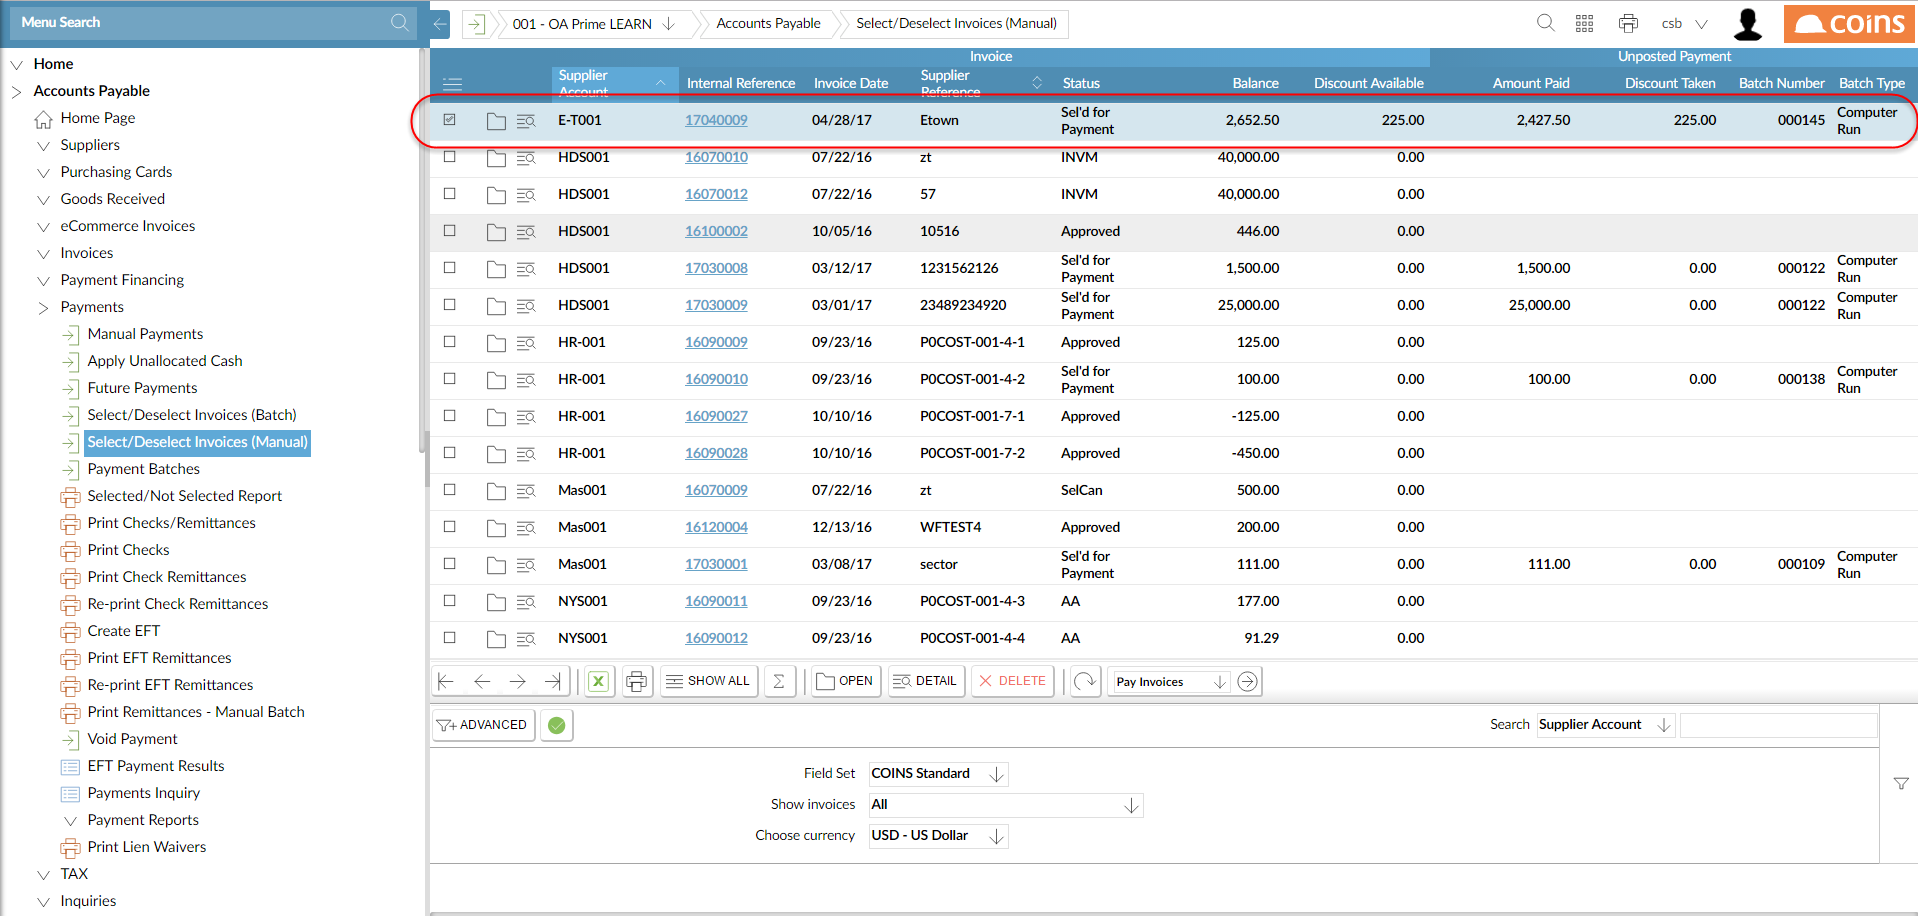 Menu Search
001 - OA Prime LEARN
Accounts Payable
Select/Deselect Invoices (Manual)
csb
coins
Home
Accounts Payable
Home Page
Suppliers
Purchasing Cards
Goods Received
eCommerce Invoices
Invoices
Payment Financing
Payments
Manual Payments
Apply Unallocated Cash
Future Payments
Select/Deselect Invoices (Batch)
Select/Deselect Invoices (Manual)
Payment Batches
Selected/Not Selected Report
Print Checks/Remittances
Print Checks
Print Check Remittances
Re-print Check Remittances
Create EFT
Print EFT Remittances
Re-print EFT Remittances
Print Remittances - Manual Batch
Void Payment
EFT Payment Results
Payments Inquiry
Payment Reports
Print Lien Waivers
TAX
Inquiries
Invoice Unposted Payment
Supplier Account Internal Reference Invoice Date Supplier Reference Status Balance Discount Available Amount Paid Discount Taken Batch Number Batch Type
E-T001 17040009 04/28/17 Etown Sel'd for Payment 2,652.50 225.00 2,427.50 225.00 000145 Computer Run
HDS001 16070010 07/22/16 zt INVM 40,000.00 0.00
HDS001 16070012 07/22/16 57 INVM 40,000.00 0.00
HDS001 16100002 10/05/16 10516 Approved 446.00 0.00
HDS001 17030008 03/12/17 1231562126 Sel'd for Payment 1,500.00 0.00 1,500.00 0.00 000122 Computer Run
HDS001 17030009 03/01/17 23489234920 Sel'd for Payment 25,000.00 0.00 25,000.00 0.00 000122 Computer Run
HR-001 16090009 09/23/16 P0COST-001-4-1 Approved 125.00 0.00
HR-001 16090010 09/23/16 P0COST-001-4-2 Sel'd for Payment 100.00 0.00 100.00 0.00 000138 Computer Run
HR-001 16090027 10/10/16 P0COST-001-7-1 Approved -125.00 0.00
HR-001 16090028 10/10/16 P0COST-001-7-2 Approved -450.00 0.00
Mas001 16070009 07/22/16 zt SelCan 500.00 0.00
Mas001 16120004 12/13/16 WFTEST4 Approved 200.00 0.00
Mas001 17030001 03/08/17 sector Sel'd for Payment 111.00 0.00 111.00 0.00 000109 Computer Run
NYS001 16090011 09/23/16 P0COST-001-4-3 AA 177.00 0.00
NYS001 16090012 09/23/16 P0COST-001-4-4 AA 91.29 0.00
SHOW ALL Σ OPEN DETAIL DELETE Pay Invoices
ADVANCED
Search Supplier Account
Field Set COINS Standard
Show invoices All
Choose currency USD - US Dollar